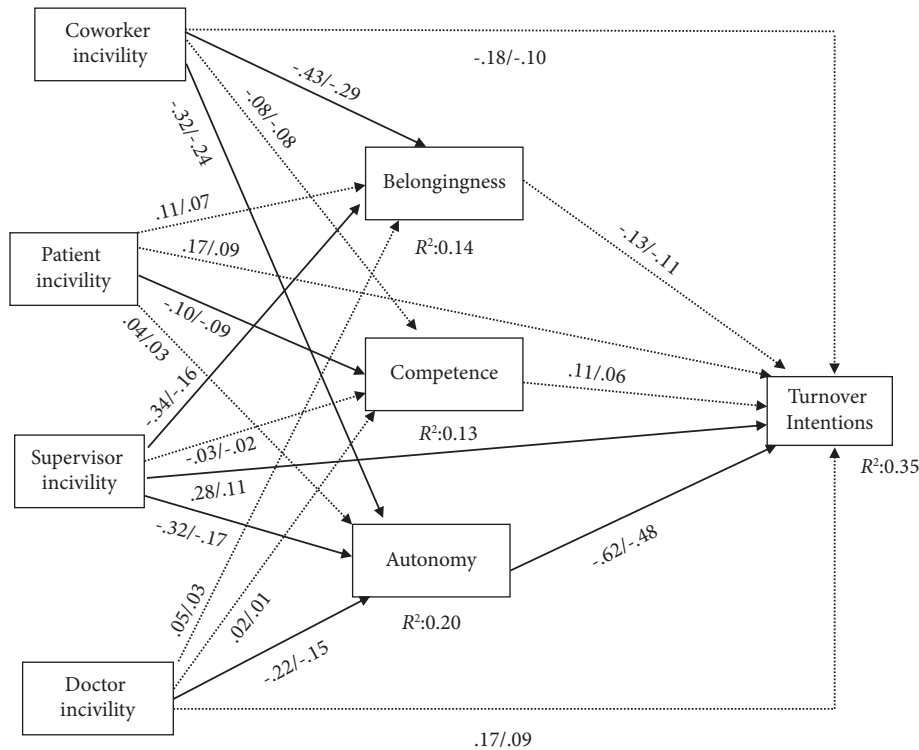 Coworker
incivility
-.18/-.10
-.43/-.29
-.08/-.08
-.32/-.24
Belongingness
R²:0.14
.11/.07
.17/.09
-.13/-.11
Patient
incivility
-.10/-.09
.04/.03
Competence
R²:0.13
.11/.06
Turnover
Intentions
R²:0.35
-.34/-.16
-.03/-.02
Supervisor
incivility
.28/.11
-.32/-.17
Autonomy
R²:0.20
-.62/-.48
.05/.03
.02/.01
-.22/-.15
Doctor
incivility
.17/.09